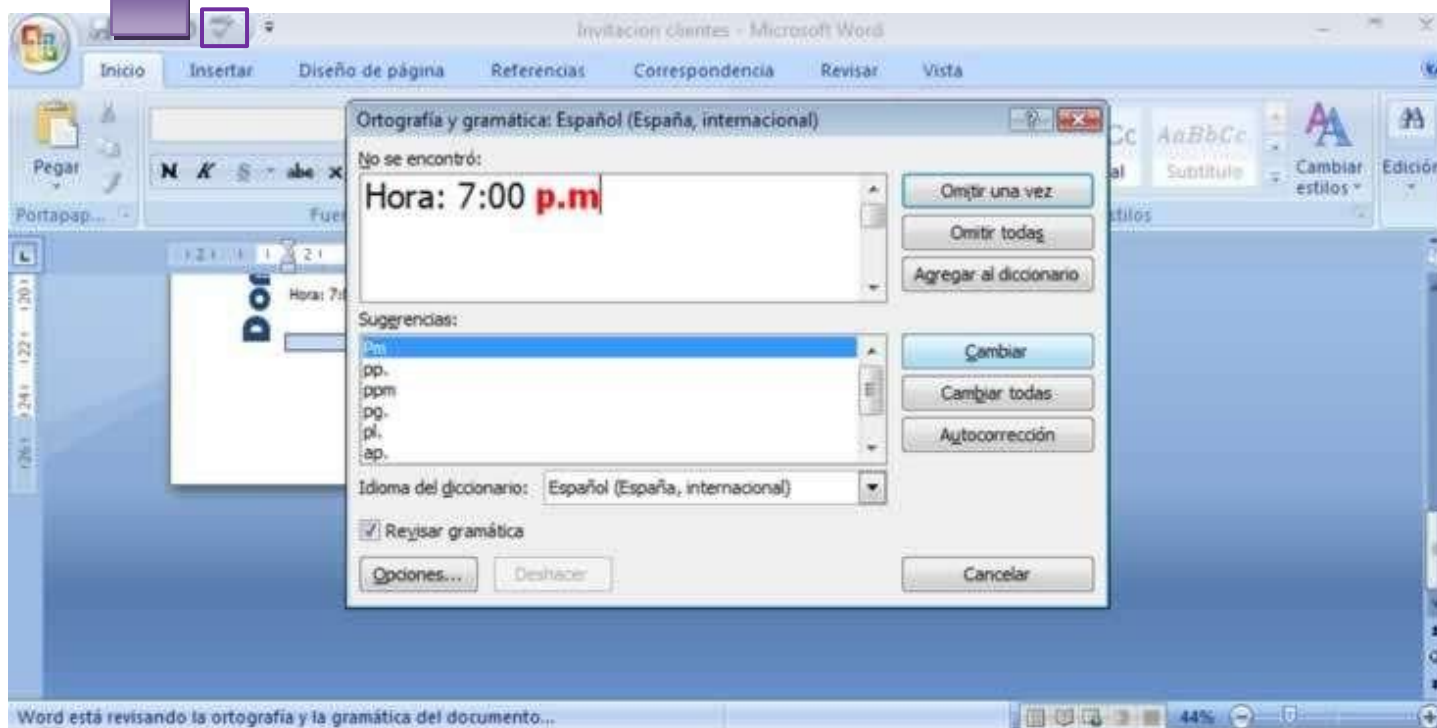 Invitacion clientes - Microsoft Word
Inicio Insertar Diseño de página Referencias Correspondencia Revisar Vista
Pegar
N K S abe x
AaBbCc
Subtitulo
Cambiar estilos
Edición
Portapap...
Ortografía y gramática: Español (España, internacional)
No se encontró:
Hora: 7:00 p.m
Omitir una vez
Omitir todas
Agregar al diccionario
Sugerencias:
Pm
pp.
ppm
pg.
pl.
ap.
Cambiar
Cambiar todas
Autocorrección
Idioma del diccionario: Español (España, internacional)
Revisar gramática
Opciones... Deshacer Cancelar
Word está revisando la ortografía y la gramática del documento...
44%